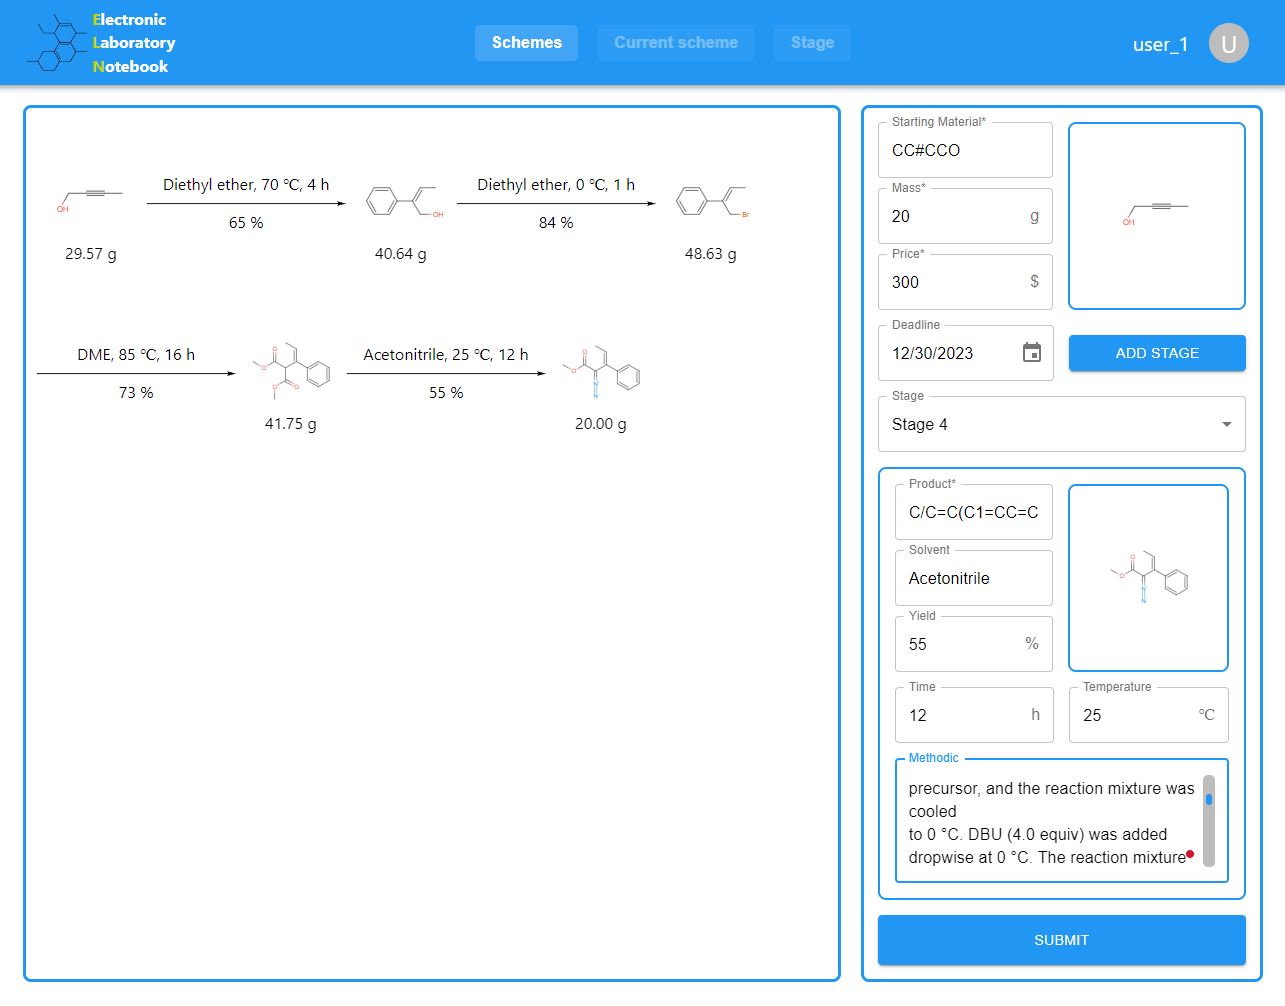 Electronic
Laboratory
Notebook
Schemes
Current scheme
Stage
user_1
U
Diethyl ether, 70 °C, 4 h
65 %
Diethyl ether, 0 °C, 1 h
84 %
OH
OH
Br
29.57 g
40.64 g
48.63 g
DME, 85 °C, 16 h
73 %
Acetonitrile, 25 °C, 12 h
55 %
O
O
O
O
O
O
N
N
41.75 g
20.00 g
Starting Material*
CC#CCO
OH
Mass*
20 g
Price*
300 $
Deadline
12/30/2023
ADD STAGE
Stage
Stage 4
Product*
C/C=C(C1=CC=C
Solvent
Acetonitrile
O
O
N
N
Yield
55 %
Time
12 h
Temperature
25 °C
Methodic
precursor, and the reaction mixture was
cooled
to 0 °C. DBU (4.0 equiv) was added
dropwise at 0 °C. The reaction mixture
SUBMIT